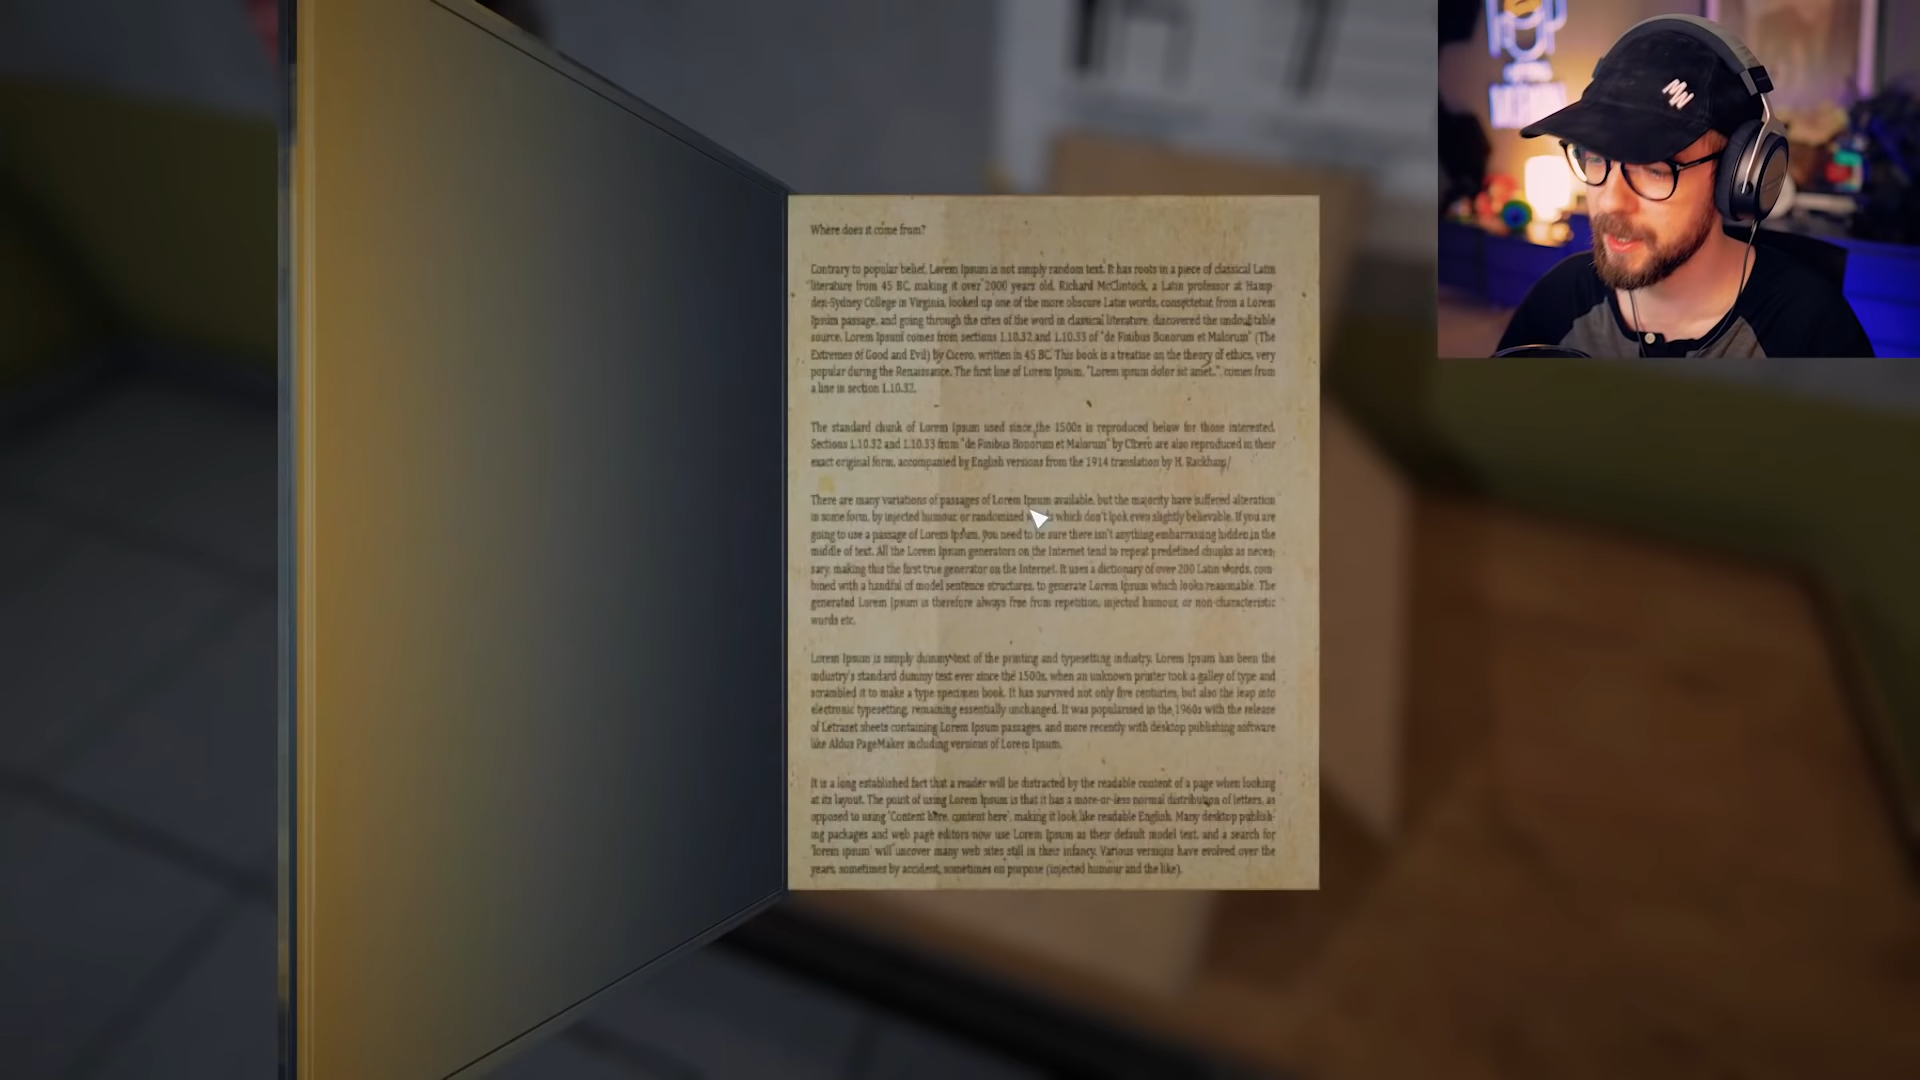 Where does it come from?
Contrary to popular belief, Lorem Ipsum is not simply random text. It has roots in a piece of classical Latin
literature from 45 BC, making it over 2000 years old. Richard McClintock, a Latin professor at Hamp-
den-Sydney College in Virginia, looked up one of the more obscure Latin words, consectetur, from a Lorem
Ipsum passage, and going through the cites of the word in classical literature, discovered the undoubtable
source. Lorem Ipsum comes from sections 1.10.32 and 1.10.33 of "de Finibus Bonorum et Malorum" (The
Extremes of Good and Evil) by Cicero, written in 45 BC. This book is a treatise on the theory of ethics, very
popular during the Renaissance. The first line of Lorem Ipsum, "Lorem ipsum dolor sit amet..", comes from
a line in section 1.10.32.
The standard chunk of Lorem Ipsum used since the 1500s is reproduced below for those interested.
Sections 1.10.32 and 1.10.33 from "de Finibus Bonorum et Malorum" by Cicero are also reproduced in their
exact original form, accompanied by English versions from the 1914 translation by H. Rackham/
There are many variations of passages of Lorem Ipsum available, but the majority have suffered alteration
in some form, by injected humour, or randomised which don't look even slightly believable. If you are
going to use a passage of Lorem Ipsum, you need to be sure there isn't anything embarrassing hidden in the
middle of text. All the Lorem Ipsum generators on the Internet tend to repeat predefined chunks as neces-
sary, making this the first true generator on the Internet. It uses a dictionary of over 200 Latin words, com-
bined with a handful of model sentence structures, to generate Lorem Ipsum which looks reasonable. The
generated Lorem Ipsum is therefore always free from repetition, injected humour, or non-characteristic
words etc.
Lorem Ipsum is simply dummy text of the printing and typesetting industry. Lorem Ipsum has been the
industry's standard dummy text ever since the 1500s, when an unknown printer took a galley of type and
scrambled it to make a type specimen book. It has survived not only five centuries, but also the leap into
electronic typesetting, remaining essentially unchanged. It was popularised in the 1960s with the release
of Letraset sheets containing Lorem Ipsum passages, and more recently with desktop publishing software
like Aldus PageMaker including versions of Lorem Ipsum.
It is a long established fact that a reader will be distracted by the readable content of a page when looking
at its layout. The point of using Lorem Ipsum is that it has a more-or-less normal distribution of letters, as
opposed to using 'Content here, content here', making it look like readable English. Many desktop publish-
ing packages and web page editors now use Lorem Ipsum as their default model text, and a search for
'lorem ipsum' will uncover many web sites still in their infancy. Various versions have evolved over the
years, sometimes by accident, sometimes on purpose (injected humour and the like).